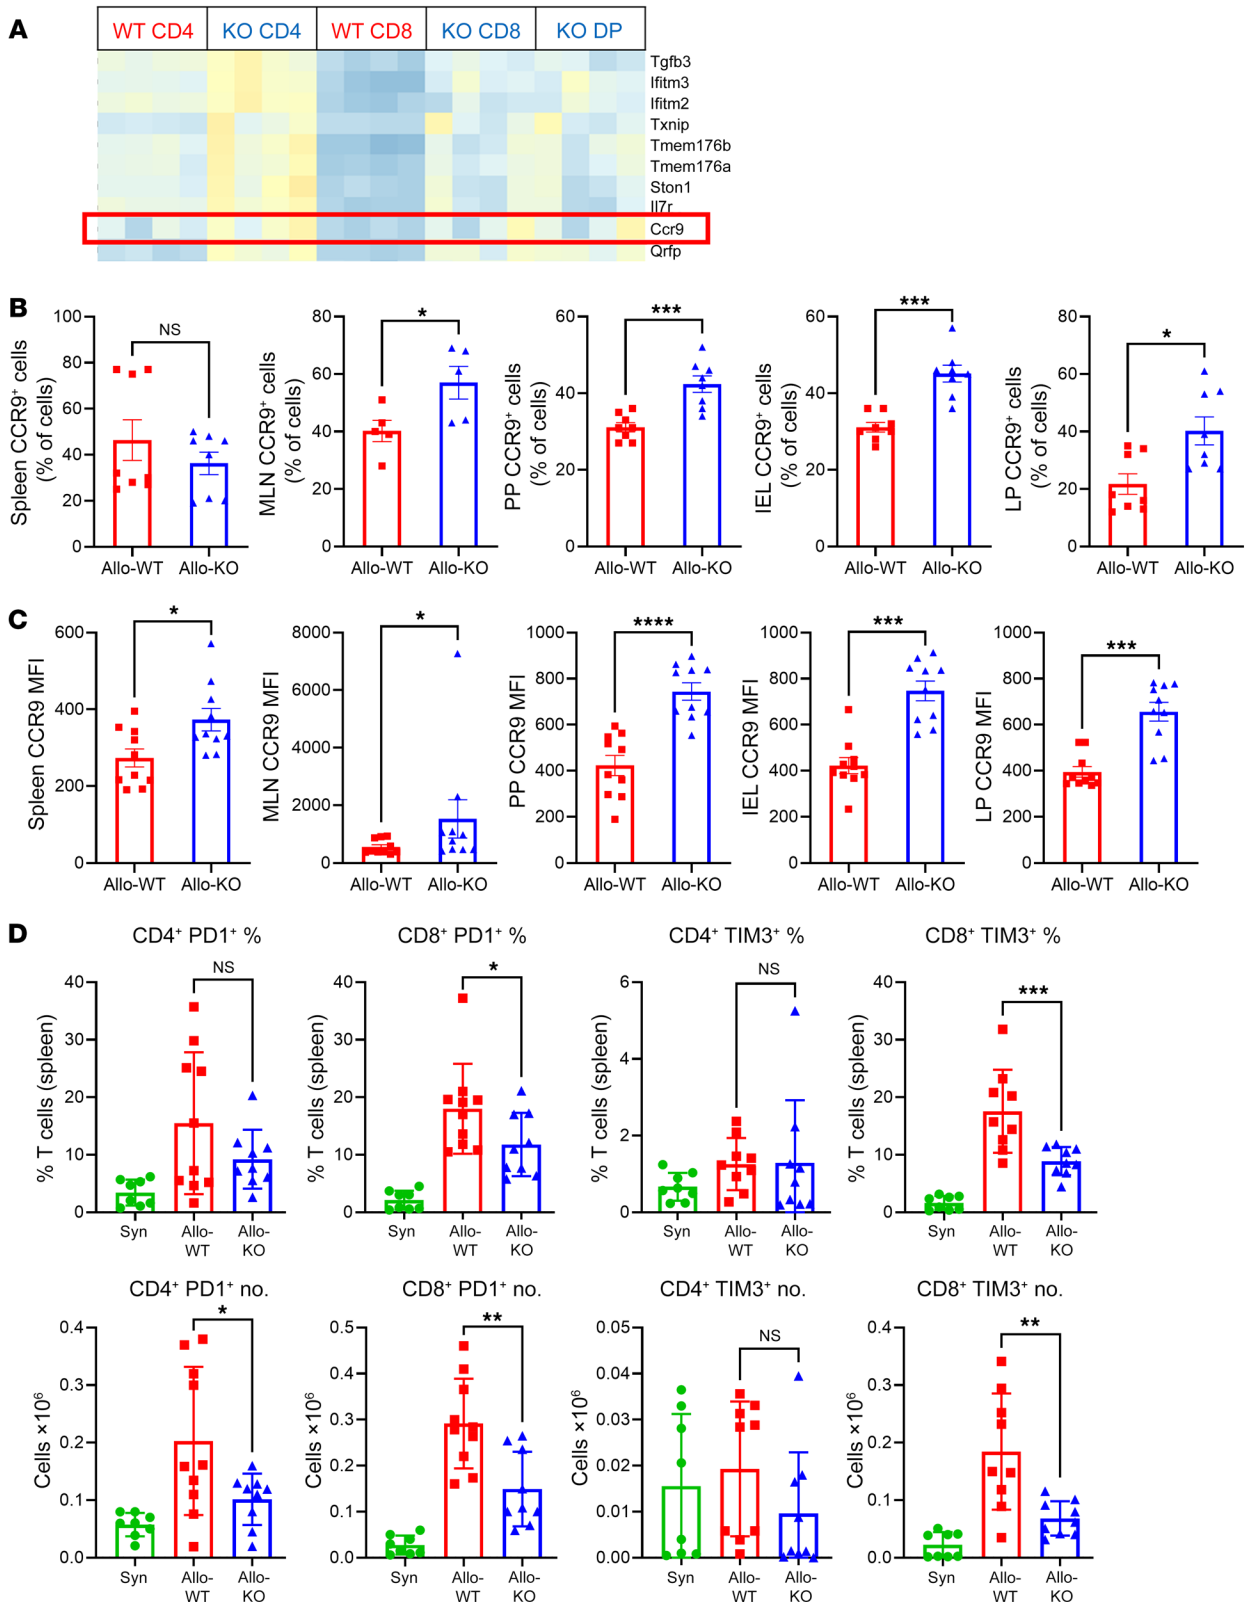 A
WT CD4 KO CD4 WT CD8 KO CD8 KO DP
Tgfb3
Ifitm3
Ifitm2
Txnip
Tmem176b
Tmem176a
Ston1
Il7r
Ccr9
Qrfp
B
Spleen CCR9⁺ cells
(% of cells)
100
80
60
40
20
0
NS
Allo-WT Allo-KO
MLN CCR9⁺ cells
(% of cells)
80
60
40
20
0
*
Allo-WT Allo-KO
PP CCR9⁺ cells
(% of cells)
60
40
20
0
***
Allo-WT Allo-KO
IEL CCR9⁺ cells
(% of cells)
60
40
20
0
***
Allo-WT Allo-KO
LP CCR9⁺ cells
(% of cells)
80
60
40
20
0
*
Allo-WT Allo-KO
C
Spleen CCR9 MFI
600
400
200
0
*
Allo-WT Allo-KO
MLN CCR9 MFI
8000
6000
4000
2000
0
*
Allo-WT Allo-KO
PP CCR9 MFI
1000
800
600
400
200
0
****
Allo-WT Allo-KO
IEL CCR9 MFI
1000
800
600
400
200
0
***
Allo-WT Allo-KO
LP CCR9 MFI
1000
800
600
400
200
0
***
Allo-WT Allo-KO
D
CD4⁺ PD1⁺ %
% T cells (spleen)
40
30
20
10
0
NS
Syn Allo- Allo-
WT KO
CD8⁺ PD1⁺ %
% T cells (spleen)
40
30
20
10
0
*
Syn Allo- Allo-
WT KO
CD4⁺ TIM3⁺ %
% T cells (spleen)
6
4
2
0
NS
Syn Allo- Allo-
WT KO
CD8⁺ TIM3⁺ %
% T cells (spleen)
40
30
20
10
0
***
Syn Allo- Allo-
WT KO
CD4⁺ PD1⁺ no.
Cells ×10⁶
0.4
0.3
0.2
0.1
0.0
*
Syn Allo- Allo-
WT KO
CD8⁺ PD1⁺ no.
Cells ×10⁶
0.5
0.4
0.3
0.2
0.1
0.0
**
Syn Allo- Allo-
WT KO
CD4⁺ TIM3⁺ no.
Cells ×10⁶
0.05
0.04
0.03
0.02
0.01
0.00
NS
Syn Allo- Allo-
WT KO
CD8⁺ TIM3⁺ no.
Cells ×10⁶
0.4
0.3
0.2
0.1
0.0
**
Syn Allo- Allo-
WT KO